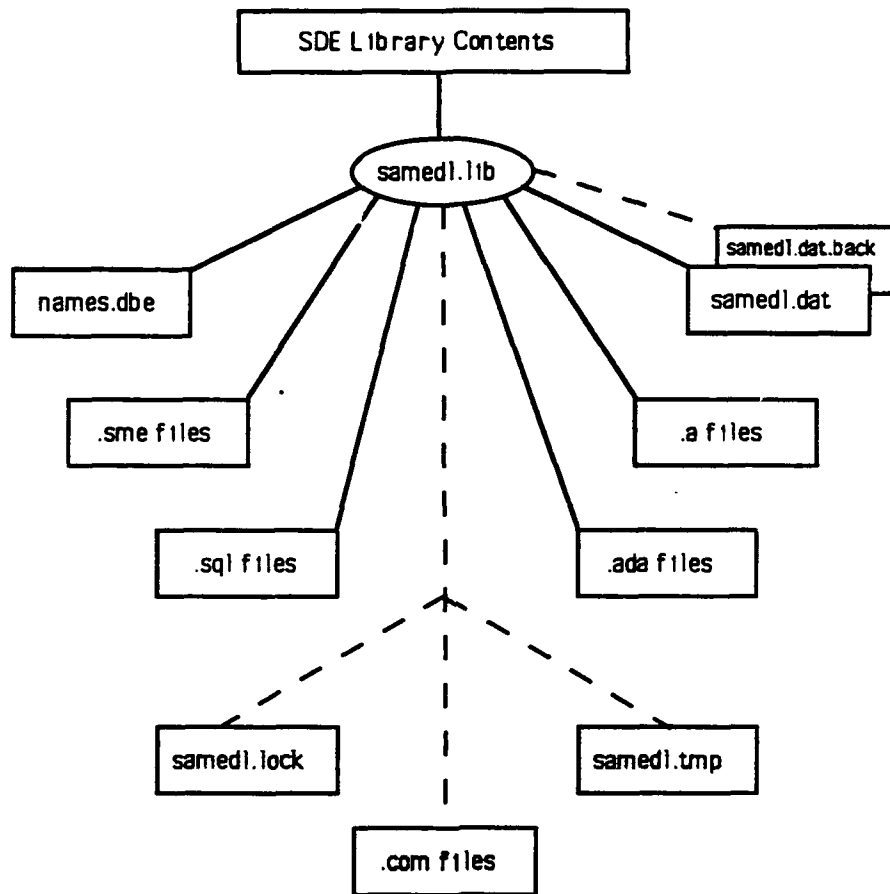 SDE Library Contents
samedl.lib
samedl.dat.back
names.dbe
samedl.dat
.sme files
.a files
.sql files
.ada files
samedl.lock
samedl.tmp
.com files